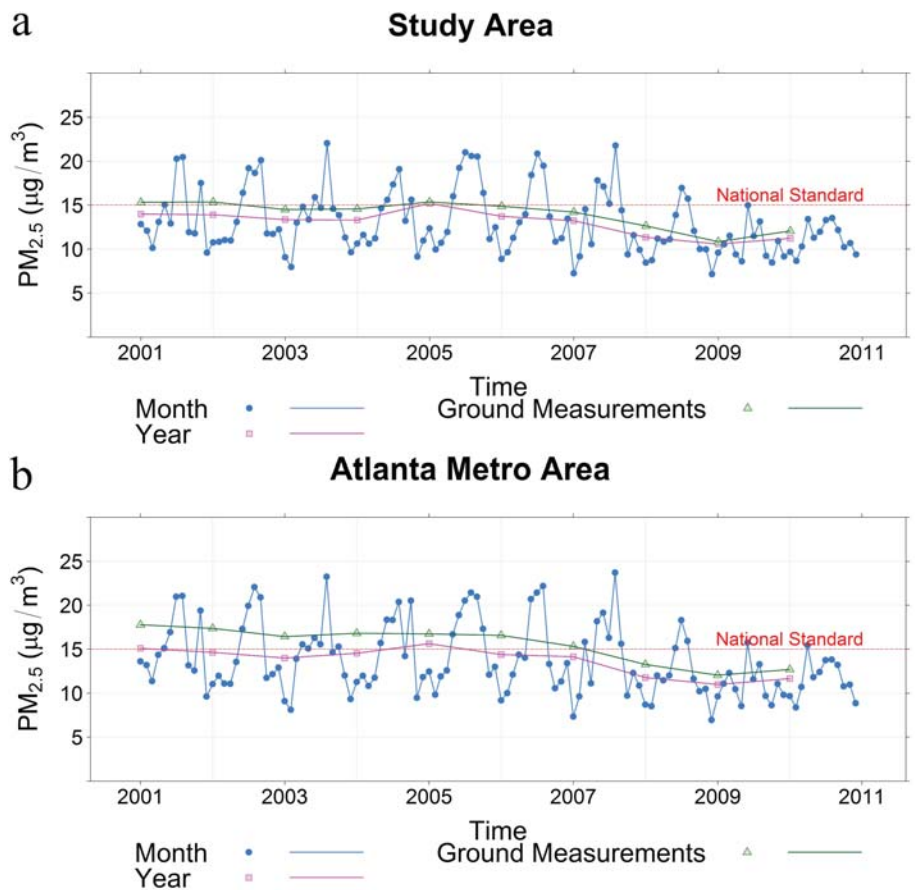 a
Study Area
PM2.5 (μg / m3)
25
20
15
10
5
National Standard
2001 2003 2005 2007 2009 2011
Time
Month Ground Measurements
Year
b
Atlanta Metro Area
PM2.5 (μg / m3)
25
20
15
10
5
National Standard
2001 2003 2005 2007 2009 2011
Time
Month Ground Measurements
Year